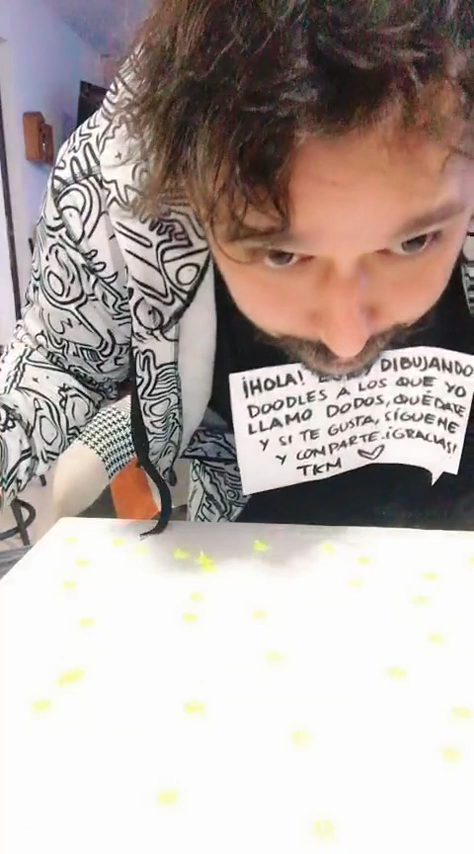 ¡HOLA! DIBUJANDO
DOODLES A LOS QUE YO
LLAMO DODOS, QUÉDATE
Y SI TE GUSTA, SÍGUEME
Y COMPARTE. ¡GRACIAS!
TKM